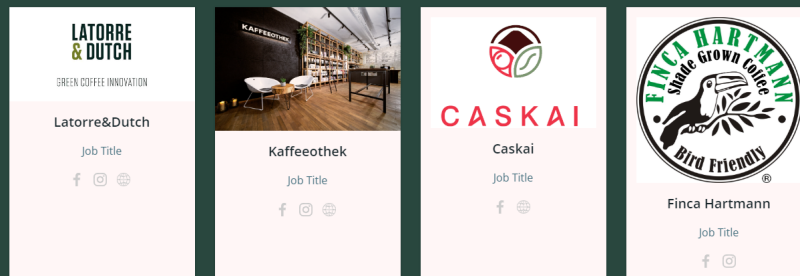 LATORRE
& DUTCH
GREEN COFFEE INNOVATION
Latorre&Dutch
Job Title
KAFFEEOTHEK
Kaffeeothek
Job Title
CASKAI
Caskai
Job Title
FINCA HARTMANN
Shade Grown Coffee
Bird Friendly
®
Finca Hartmann
Job Title